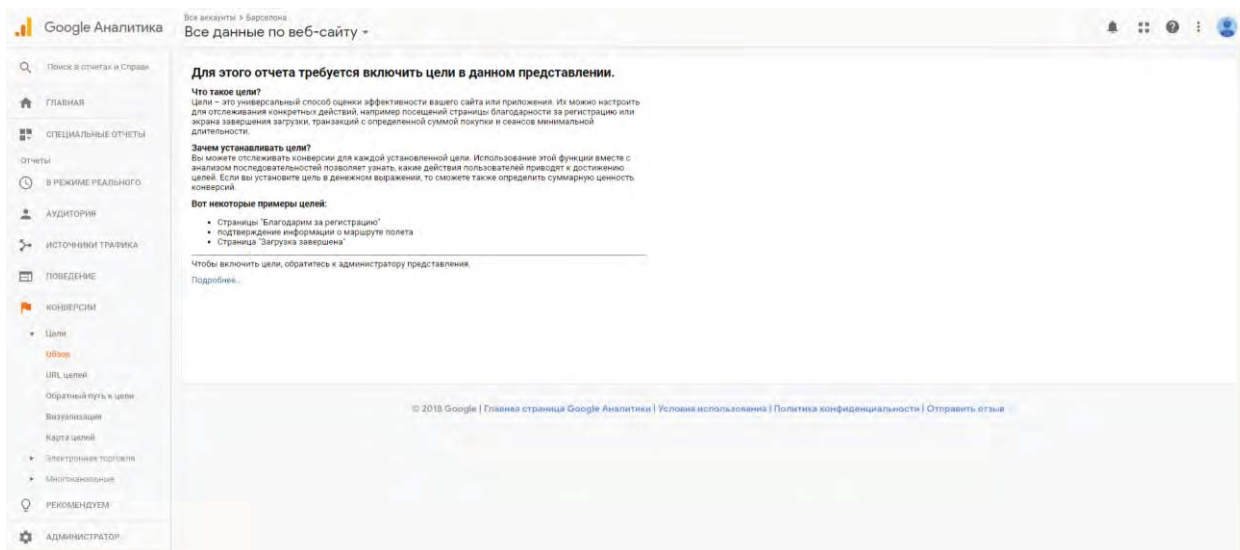 Google Аналитика
Все аккаунты > Барселона
Все данные по веб-сайту
Поиск в отчетах и Справк
ГЛАВНАЯ
СПЕЦИАЛЬНЫЕ ОТЧЕТЫ
Отчеты
В РЕЖИМЕ РЕАЛЬНОГО
АУДИТОРИЯ
ИСТОЧНИКИ ТРАФИКА
ПОВЕДЕНИЕ
КОНВЕРСИИ
Цели
Обзор
URL целей
Обратный путь к цели
Визуализация
Карта целей
Электронная торговля
Многоканальные
РЕКОМЕНДУЕМ
АДМИНИСТРАТОР
Для этого отчета требуется включить цели в данном представлении.
Что такое цели?
Цели – это универсальный способ оценки эффективности вашего сайта или приложения. Их можно настроить
для отслеживания конкретных действий, например посещений страницы благодарности за регистрацию или
экрана завершения загрузки, транзакций с определенной суммой покупки и сеансов минимальной
длительности.
Зачем устанавливать цели?
Вы можете отслеживать конверсии для каждой установленной цели. Использование этой функции вместе с
анализом последовательностей позволяет узнать, какие действия пользователей приводят к достижению
целей. Если вы установите цель в денежном выражении, то сможете также определить суммарную ценность
конверсий.
Вот некоторые примеры целей:
• Страницы "Благодарим за регистрацию"
• подтверждение информации о маршруте полета
• Страница "Загрузка завершена"
Чтобы включить цели, обратитесь к администратору представления.
Подробнее...
© 2018 Google | Главная страница Google Аналитики | Условия использования | Политика конфиденциальности | Отправить отзыв